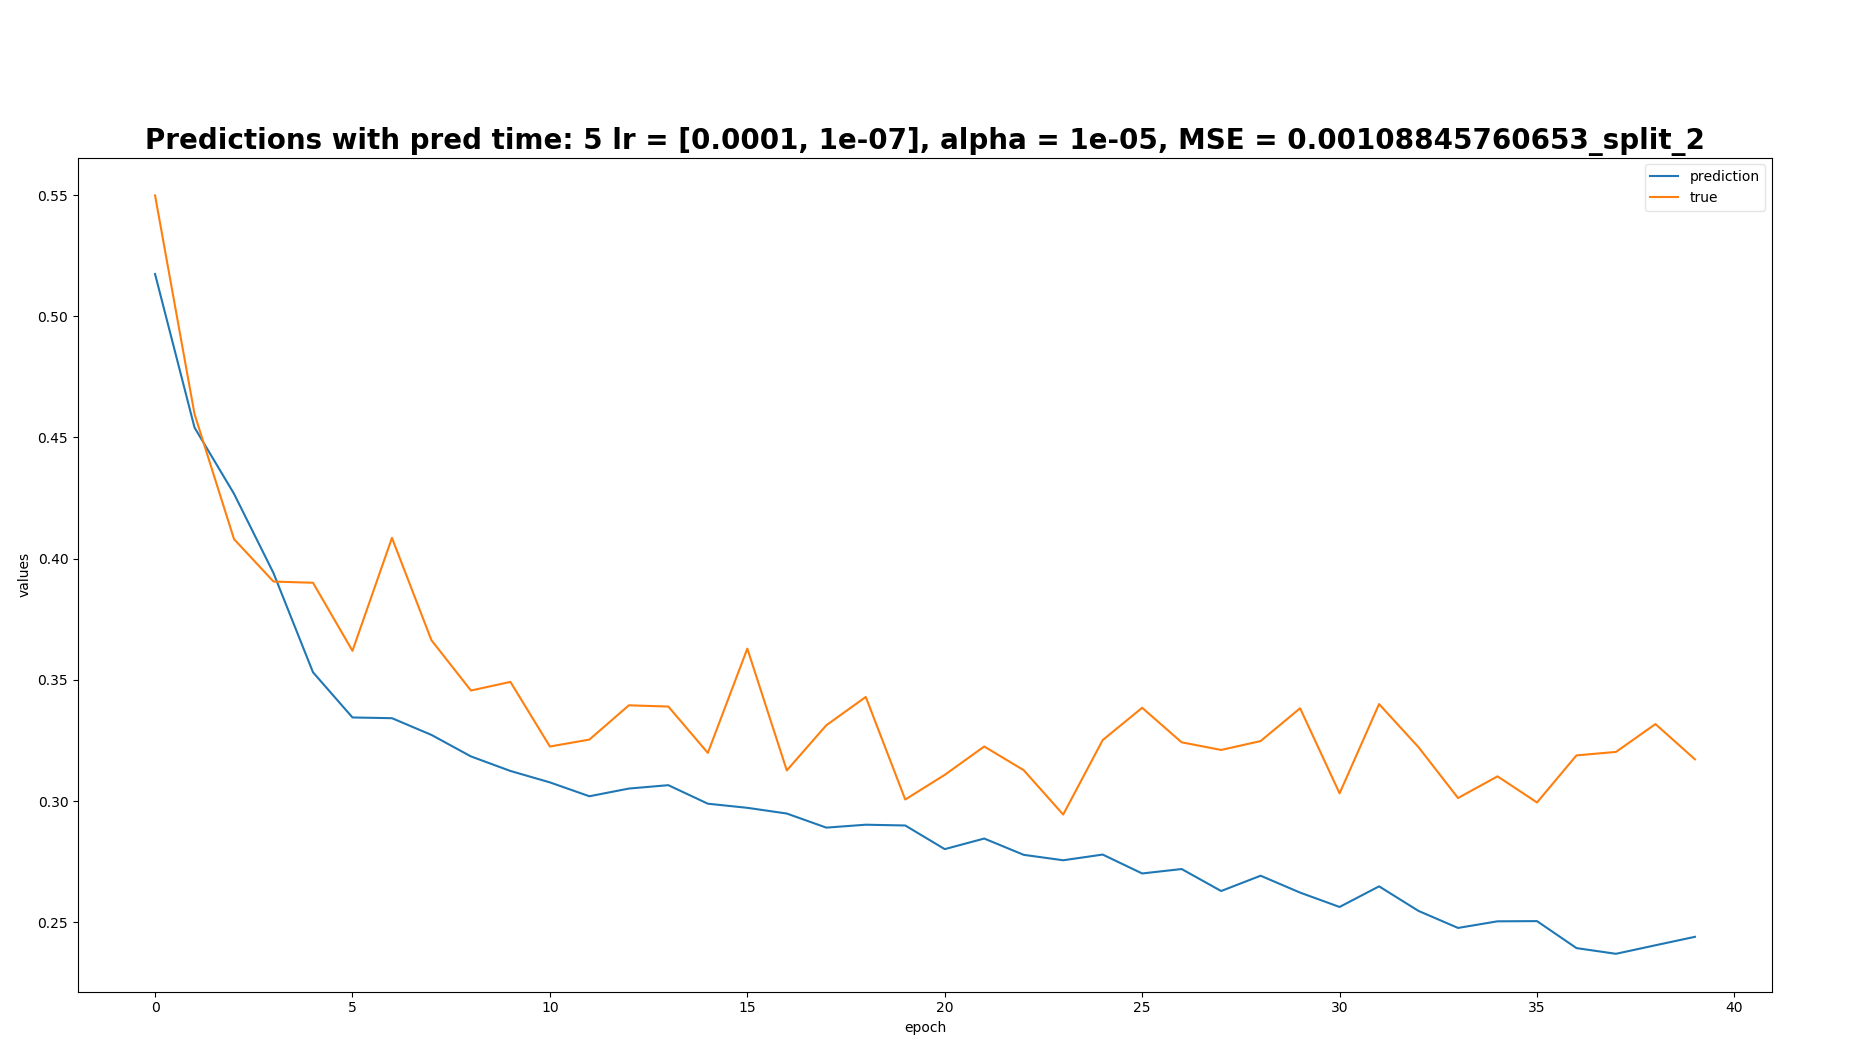 Predictions with pred time: 5 lr = [0.0001, 1e-07], alpha = 1e-05, MSE = 0.00108845760653_split_2
prediction
true
values
0.55
0.50
0.45
0.40
0.35
0.30
0.25
0 5 10 15 20 25 30 35 40
epoch